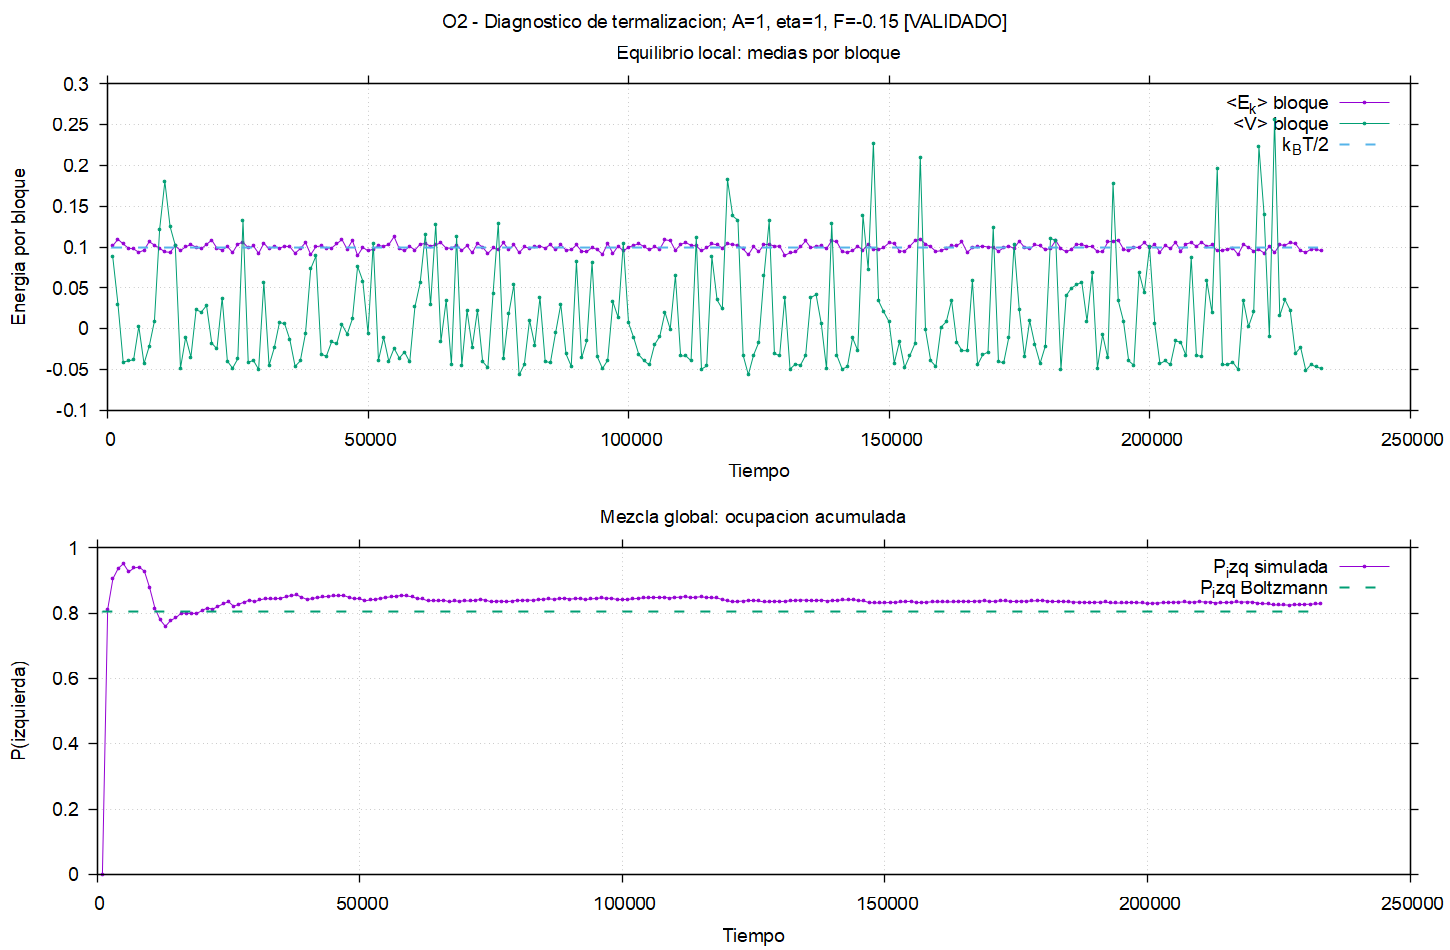 O2 - Diagnostico de termalizacion; A=1, eta=1, F=-0.15 [VALIDADO]
Equilibrio local: medias por bloque
0.3
0.25
0.2
0.15
0.1
0.05
0
-0.05
-0.1
Energia por bloque
<Ek> bloque
<V> bloque
kBT/2
0
50000
100000
150000
200000
250000
Tiempo
Mezcla global: ocupacion acumulada
1
0.8
0.6
0.4
0.2
0
P(izquierda)
Pizq simulada
Pizq Boltzmann
0
50000
100000
150000
200000
250000
Tiempo